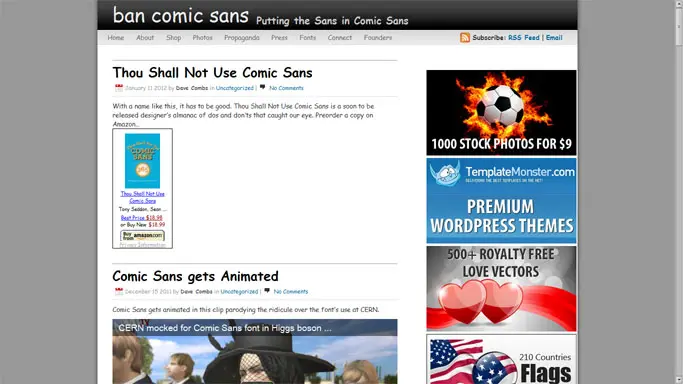 ban comic sans Putting the Sans in Comic Sans
Home About Shop Photos Propaganda Press Fonts Connect Founders
Subscribe: RSS Feed | Email
Thou Shall Not Use Comic Sans
January 11 2012 by Dave Combs in Uncategorized | No Comments
With a name like this, it has to be good. Thou Shall Not Use Comic Sans is a soon to be
released designer's almanac of dos and don'ts that caught our eye. Preorder a copy on
Amazon...
Thou Shall Not Use
COMIC
SANS
Thou Shall Not Use
Comic Sans
Tony Seddon, Sean ...
Best Price $18.98
or Buy New $18.99
Buy
from amazon.com
Privacy Information
Comic Sans gets Animated
December 15 2011 by Dave Combs in Uncategorized | No Comments
Comic Sans gets animated in this clip parodying the ridicule over the font's use at CERN.
CERN mocked for Comic Sans font in Higgs boson ...
1000 STOCK PHOTOS FOR $9
TemplateMonster.com
DELIVERING THE BEST TEMPLATES ON THE NET!
PREMIUM
WORDPRESS THEMES
500+ ROYALTY FREE
LOVE VECTORS
210 Countries
Flags